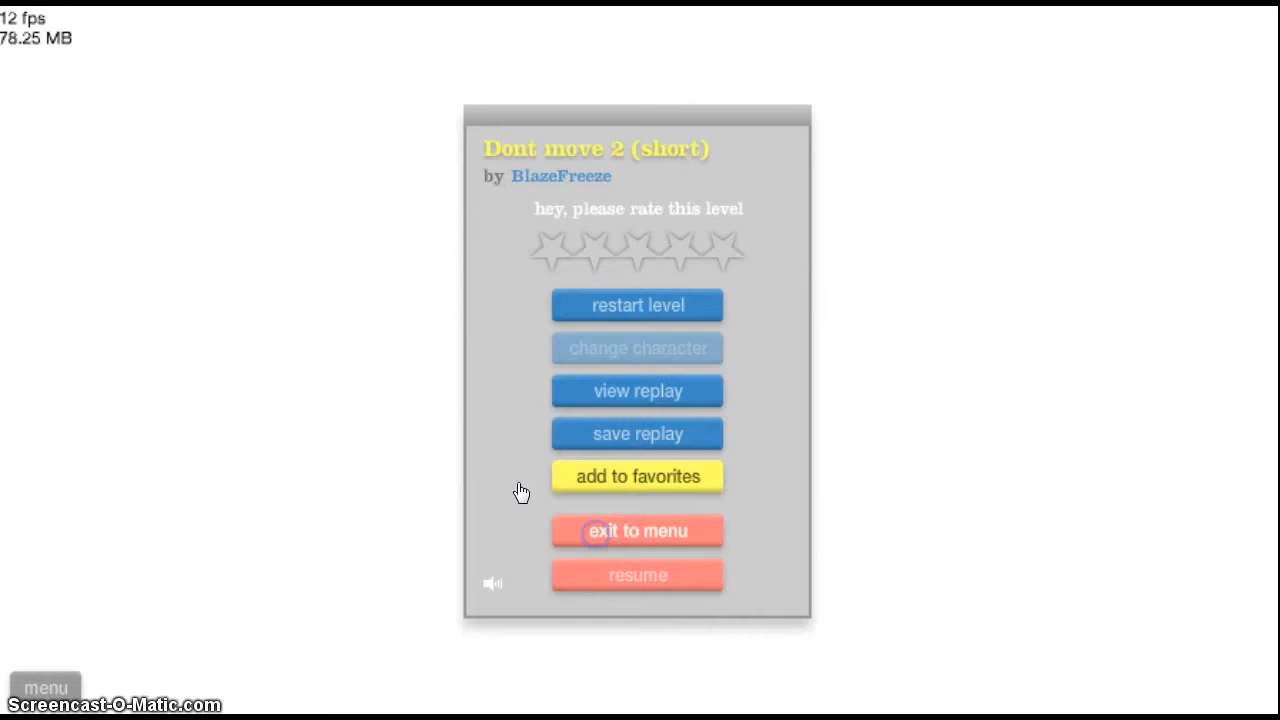 12 fps
78.25 MB
Dont move 2 (short)
by BlazeFreeze
hey, please rate this level
restart level
change character
view replay
save replay
add to favorites
exit to menu
resume
menu
Screencast-O-Matic.com